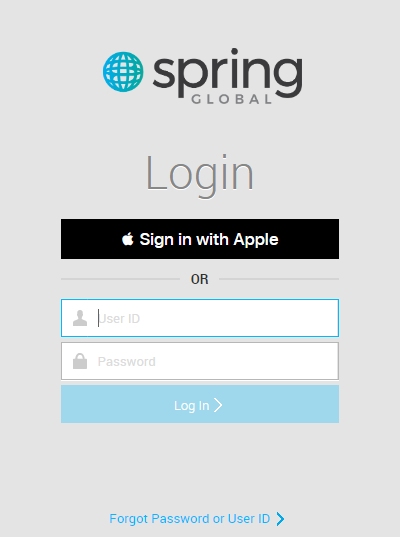 spring
GLOBAL
Login
Sign in with Apple
OR
User ID
Password
Log In
Forgot Password or User ID